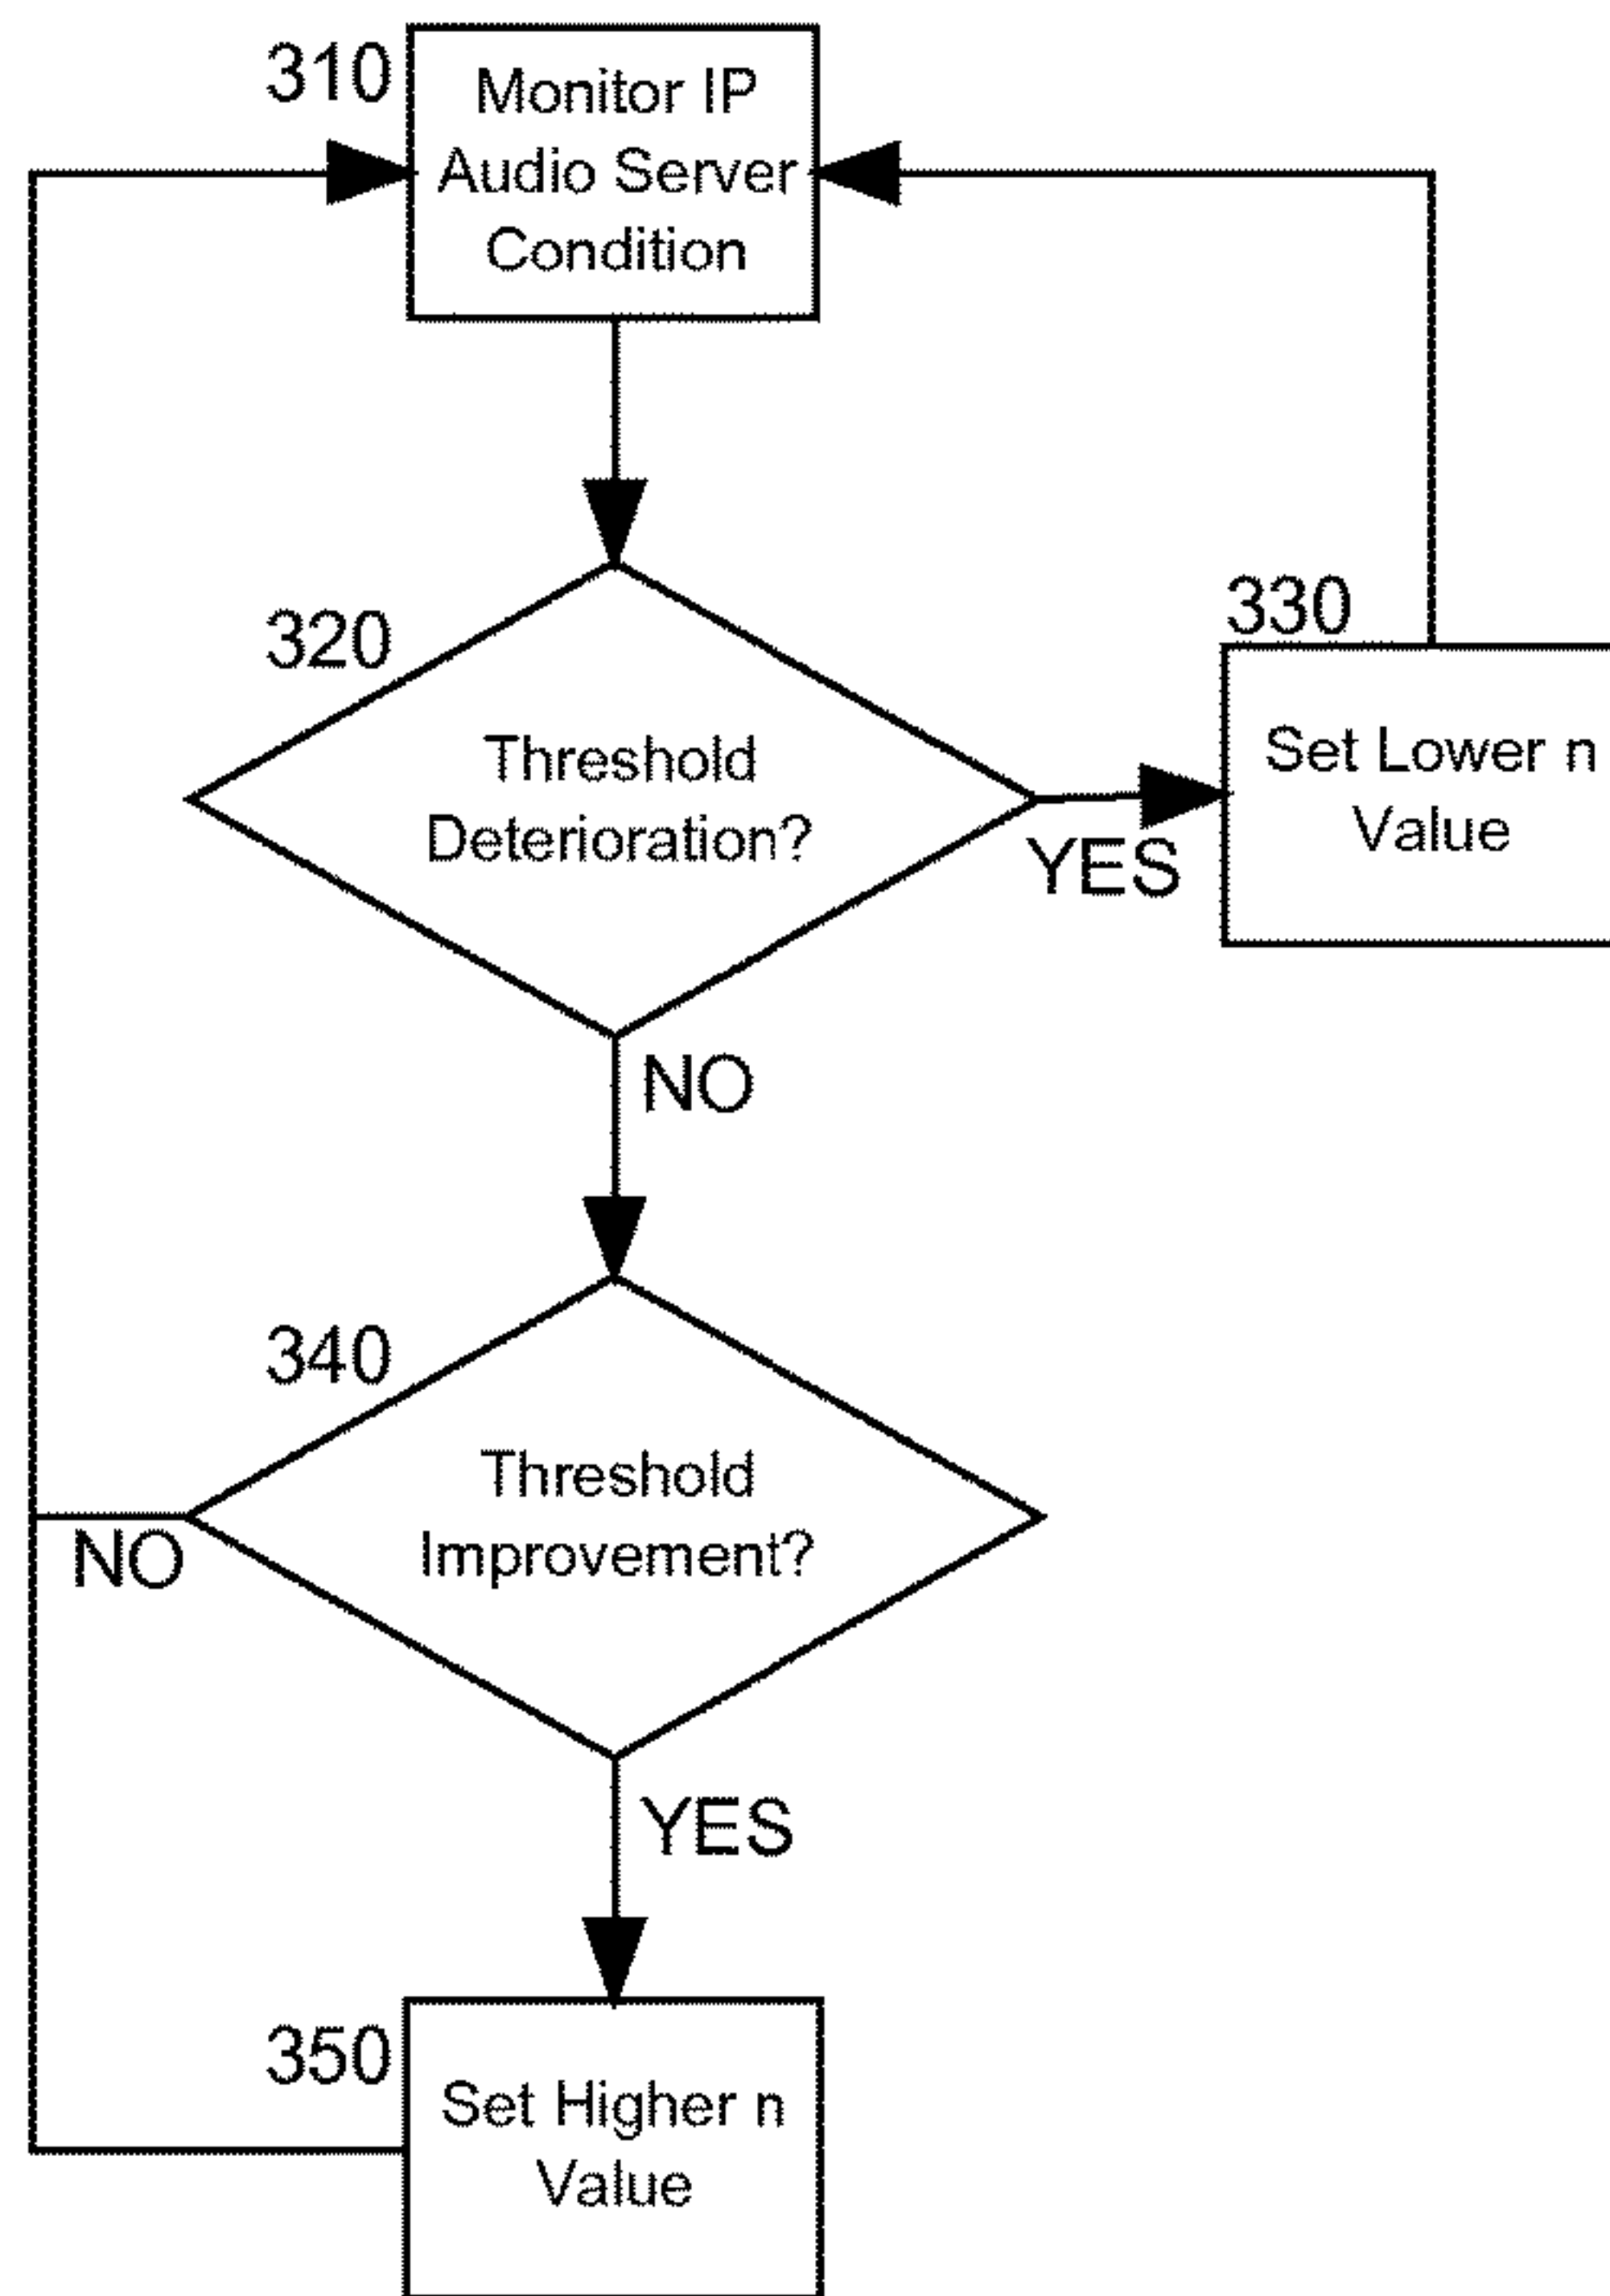 310
Monitor IP
Audio Server
Condition
320
Threshold
Deterioration?
YES
330
Set Lower n
Value
NO
340
Threshold
Improvement?
NO
YES
350
Set Higher n
Value